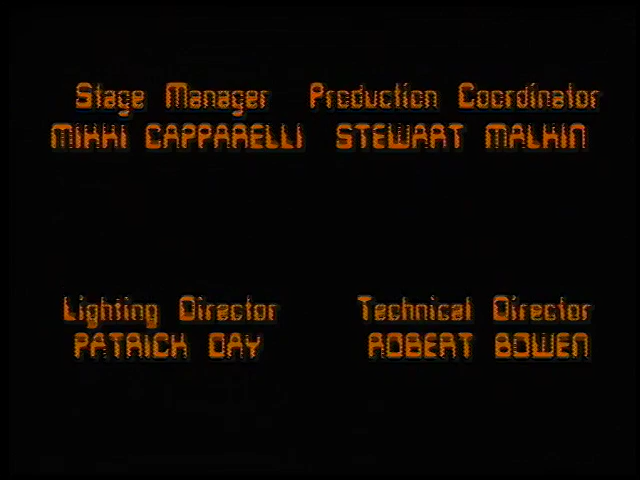 Stage Manager
MIKKI CAPPARELLI
Production Coordinator
STEWART MALKIN
Lighting Director
PATRICK DAY
Technical Director
ROBERT BOWEN